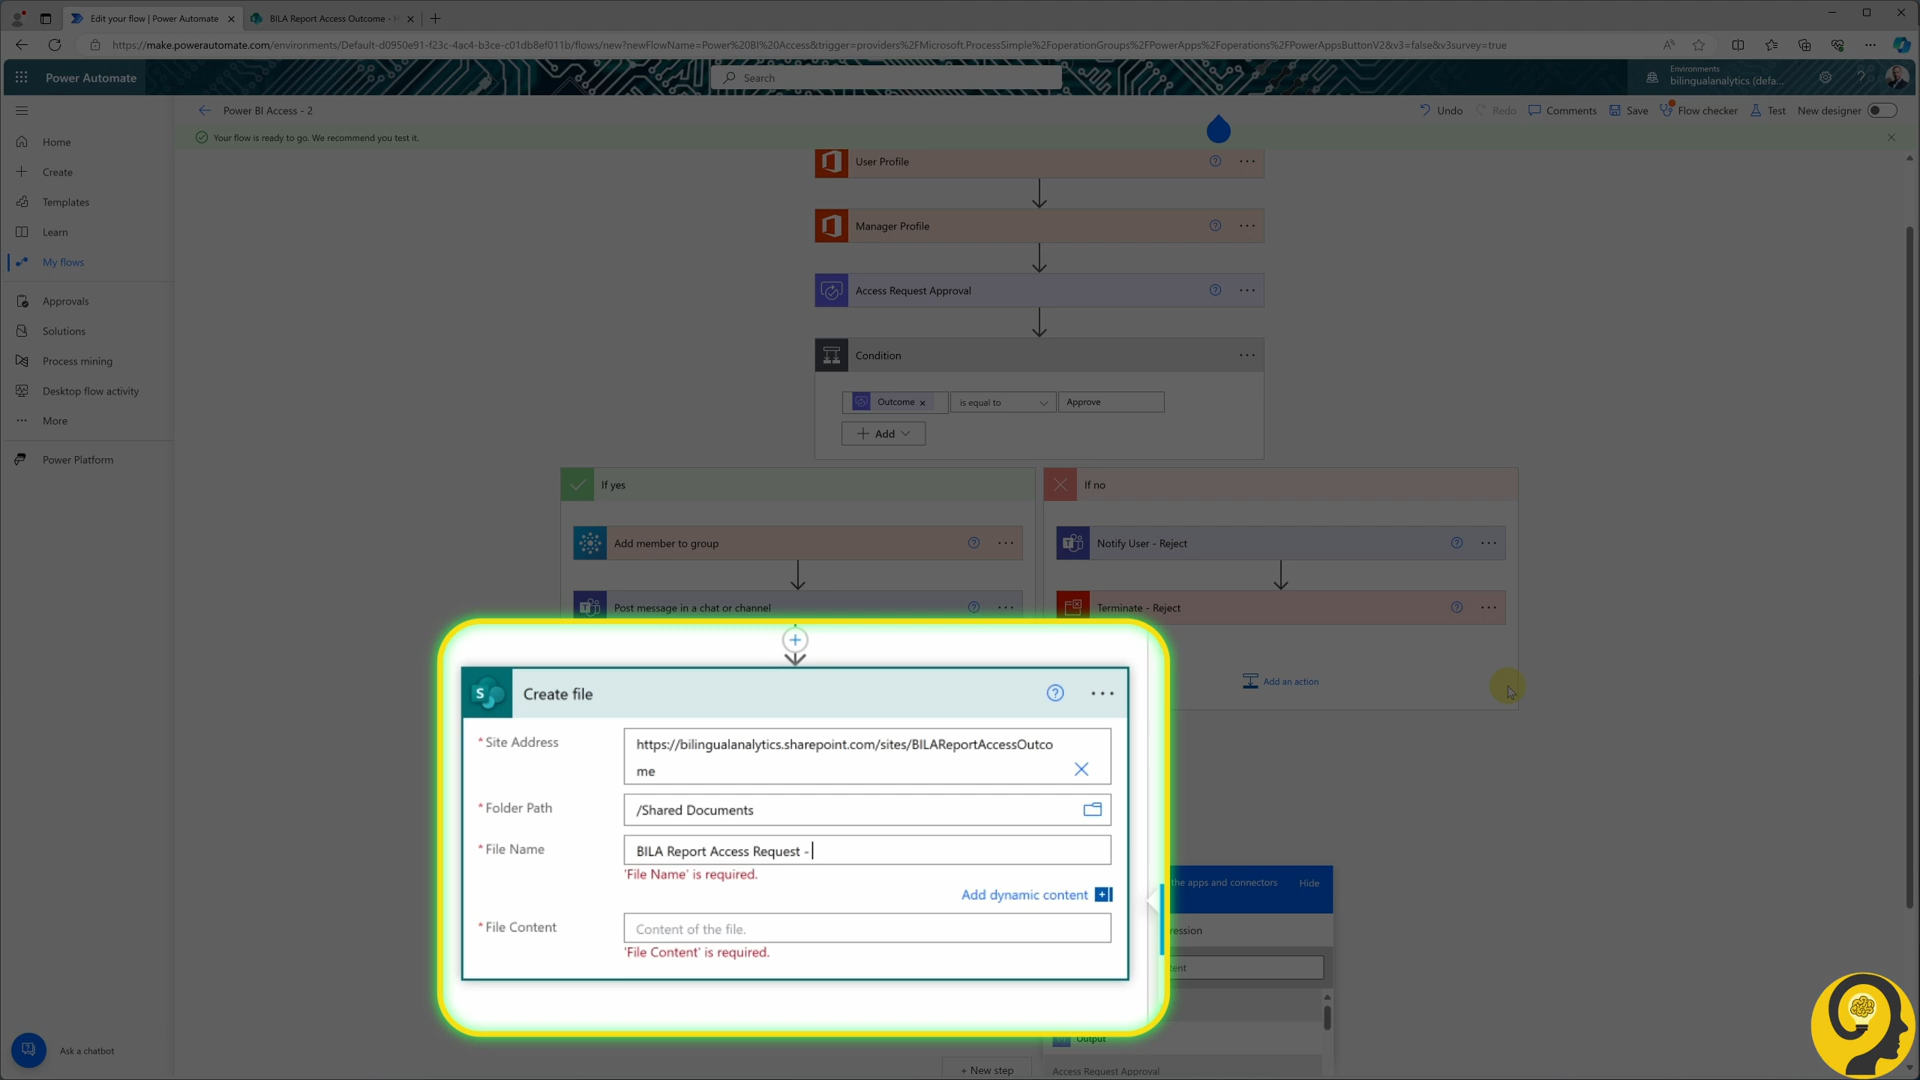 Edit your flow | Power Automate
BILA Report Access Outcome - H
https://make.powerautomate.com/environments/Default-d0950e91-f23c-4ac4-b3ce-c01db8ef011b/flows/new?newFlowName=Power%20BI%20Access&trigger=providers%2FMicrosoft.ProcessSimple%2FoperationGroups%2FPowerApps%2Foperations%2FPowerAppsButtonV2&v3=false&v3survey=true
Power Automate
Search
Environments
bilingualanalytics (defa...
Power BI Access - 2
Undo
Redo
Comments
Save
Flow checker
Test
New designer
Your flow is ready to go. We recommend you test it.
Home
Create
Templates
Learn
My flows
Approvals
Solutions
Process mining
Desktop flow activity
More
Power Platform
Ask a chatbot
User Profile
Manager Profile
Access Request Approval
Condition
Outcome
is equal to
Approve
Add
If yes
If no
Add member to group
Notify User - Reject
Post message in a chat or channel
Terminate - Reject
Add an action
Create file
* Site Address
https://bilingualanalytics.sharepoint.com/sites/BILAReportAccessOutco
me
* Folder Path
/Shared Documents
* File Name
BILA Report Access Request -
'File Name' is required.
Add dynamic content
* File Content
Content of the file.
'File Content' is required.
the apps and connectors
Hide
ression
tent
Output
Access Request Approval
+ New step